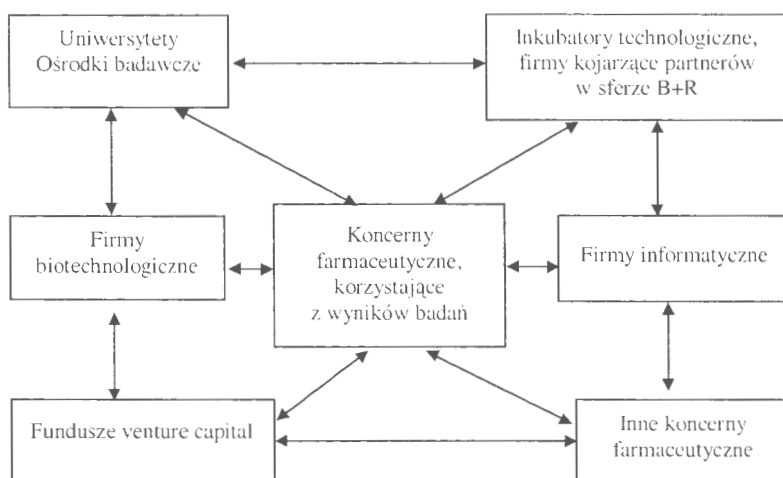 Uniwersytety
Ośrodki badawcze
Inkubatory technologiczne,
firmy kojarzące partnerów
w sferze B+R
Firmy
biotechnologiczne
Koncerny
farmaceutyczne,
korzystające
z wyników badań
Firmy informatyczne
Fundusze venture capital
Inne koncerny
farmaceutyczne